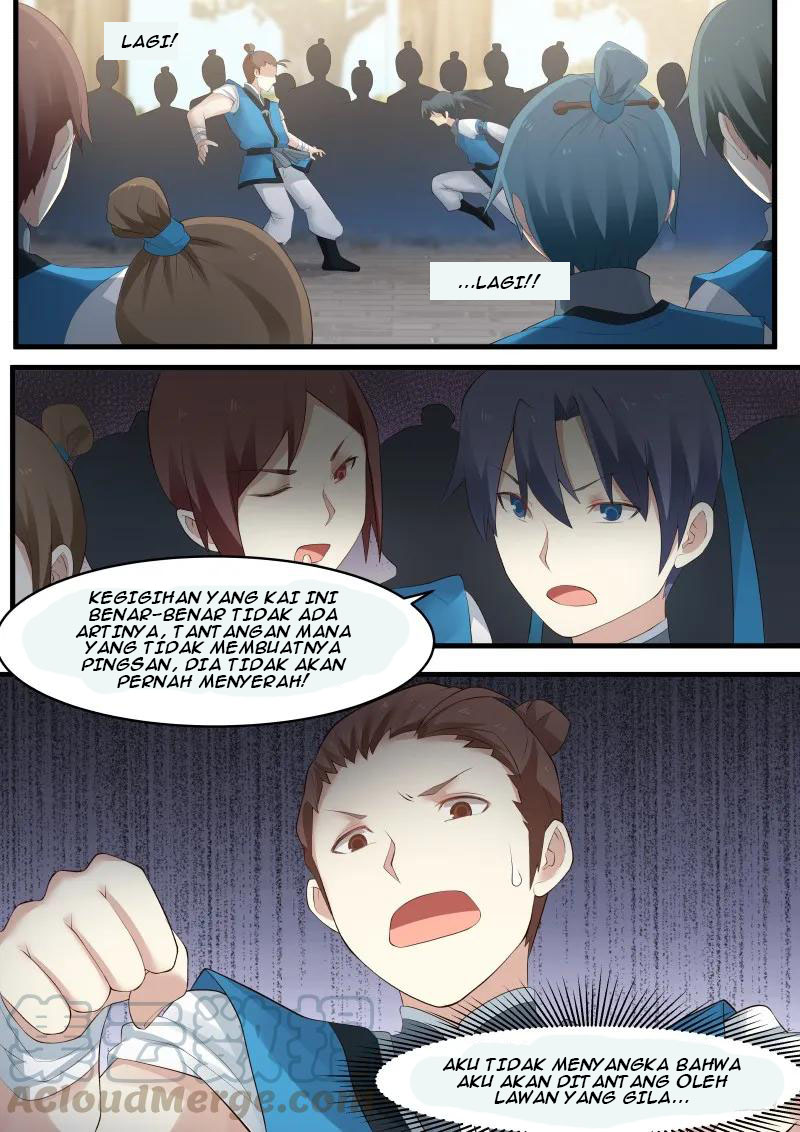 LAGI!
...LAGI!!
KEGIGIHAN YANG KAI INI
BENAR-BENAR TIDAK ADA
ARTINYA, TANTANGAN MANA
YANG TIDAK MEMBUATNYA
PINGSAN, DIA TIDAK AKAN
PERNAH MENYERAH!
AKU TIDAK MENYANGKA BAHWA
AKU AKAN DITANTANG OLEH
LAWAN YANG GILA...
AcloudMerge.com